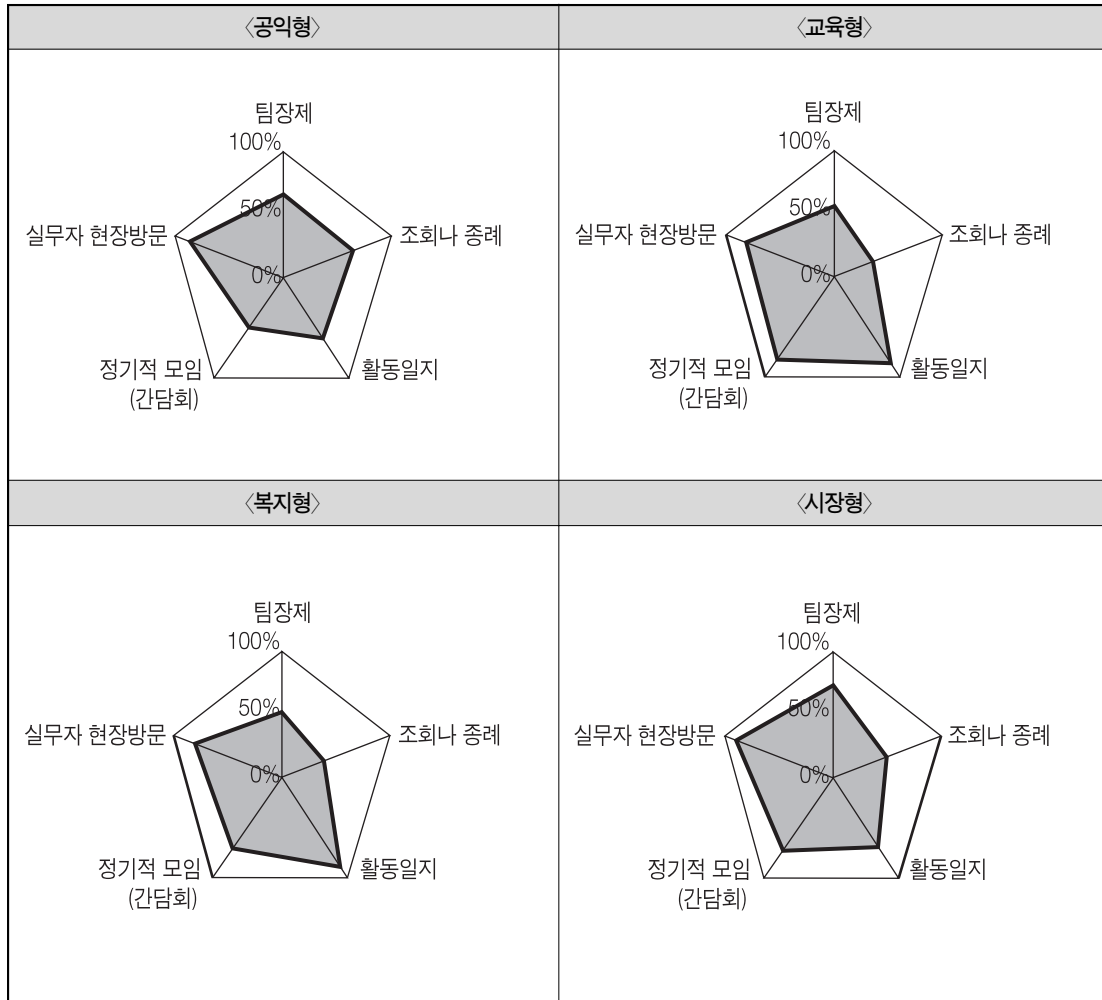 〈공익형〉
〈교육형〉
팀장제
100%
50%
실무자 현장방문
조회나 종례
0%
정기적 모임
(간담회)
활동일지
팀장제
100%
50%
실무자 현장방문
조회나 종례
0%
정기적 모임
(간담회)
활동일지
〈복지형〉
〈시장형〉
팀장제
100%
50%
실무자 현장방문
조회나 종례
0%
정기적 모임
(간담회)
활동일지
팀장제
100%
50%
실무자 현장방문
조회나 종례
0%
정기적 모임
(간담회)
활동일지